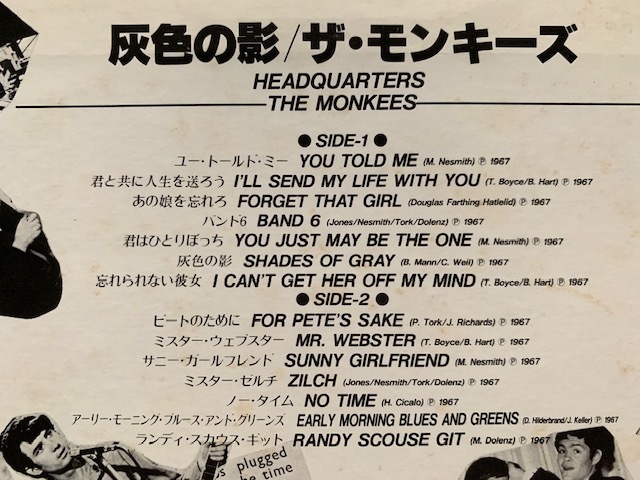 灰色の影/ザ・モンキーズ
HEADQUARTERS
THE MONKEES
● SIDE-1 ●
ユー・トールド・ミー YOU TOLD ME (M. Nesmith) Ⓟ 1967
君と共に人生を送ろう I'LL SEND MY LIFE WITH YOU (T. Boyce/B. Hart) Ⓟ 1967
あの娘を忘れろ FORGET THAT GIRL (Douglas Farthing Hatlelid) Ⓟ 1967
バンド6 BAND 6 (Jones/Nesmith/Tork/Dolenz) Ⓟ 1967
君はひとりぼっち YOU JUST MAY BE THE ONE (M. Nesmith) Ⓟ 1967
灰色の影 SHADES OF GRAY (B. Mann/C. Weil) Ⓟ 1967
忘れられない彼女 I CAN'T GET HER OFF MY MIND (T. Boyce/B. Hart) Ⓟ 1967
● SIDE-2 ●
ピートのために FOR PETE'S SAKE (P. Tork/J. Richards) Ⓟ 1967
ミスター・ウェブスター MR. WEBSTER (T. Boyce/B. Hart) Ⓟ 1967
サニー・ガールフレンド SUNNY GIRLFRIEND (M. Nesmith) Ⓟ 1967
ミスター・ゼルチ ZILCH (Jones/Nesmith/Tork/Dolenz) Ⓟ 1967
ノー・タイム NO TIME (H. Cicalo) Ⓟ 1967
アーリー・モーニング・ブルース・アンド・グリーンズ EARLY MORNING BLUES AND GREENS (D. Hilderbrand/J. Keller) Ⓟ 1967
ランディ・スカウス・ギット RANDY SCOUSE GIT (M. Dolenz) Ⓟ 1967
plugged
the time